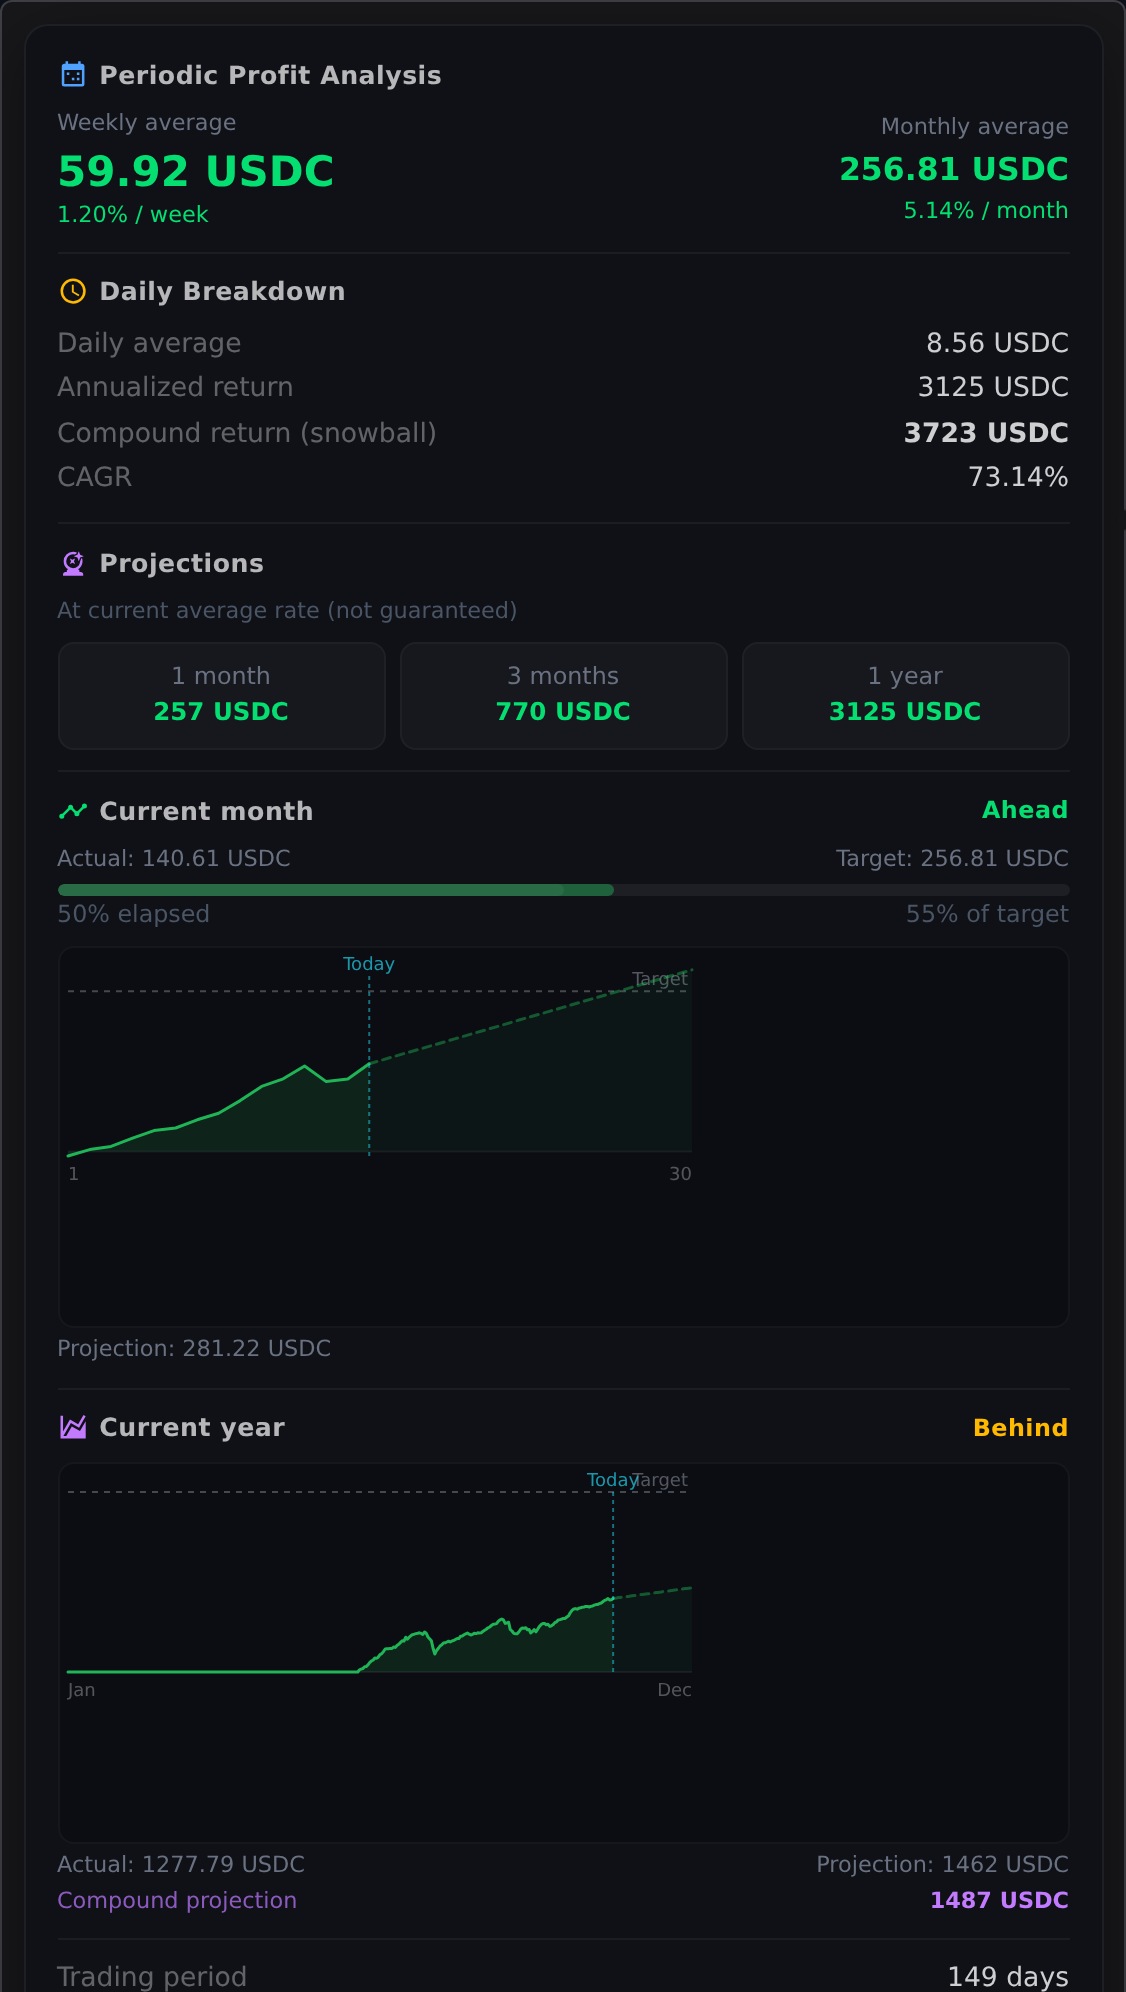 Periodic Profit Analysis
Weekly average
Monthly average
59.92 USDC
256.81 USDC
1.20% / week
5.14% / month
Daily Breakdown
Daily average 8.56 USDC
Annualized return 3125 USDC
Compound return (snowball) 3723 USDC
CAGR 73.14%
Projections
At current average rate (not guaranteed)
1 month 3 months 1 year
257 USDC 770 USDC 3125 USDC
Current month Ahead
Actual: 140.61 USDC Target: 256.81 USDC
50% elapsed 55% of target
Today
Target
1 30
Projection: 281.22 USDC
Current year Behind
Today Target
Jan Dec
Actual: 1277.79 USDC Projection: 1462 USDC
Compound projection 1487 USDC
Trading period 149 days